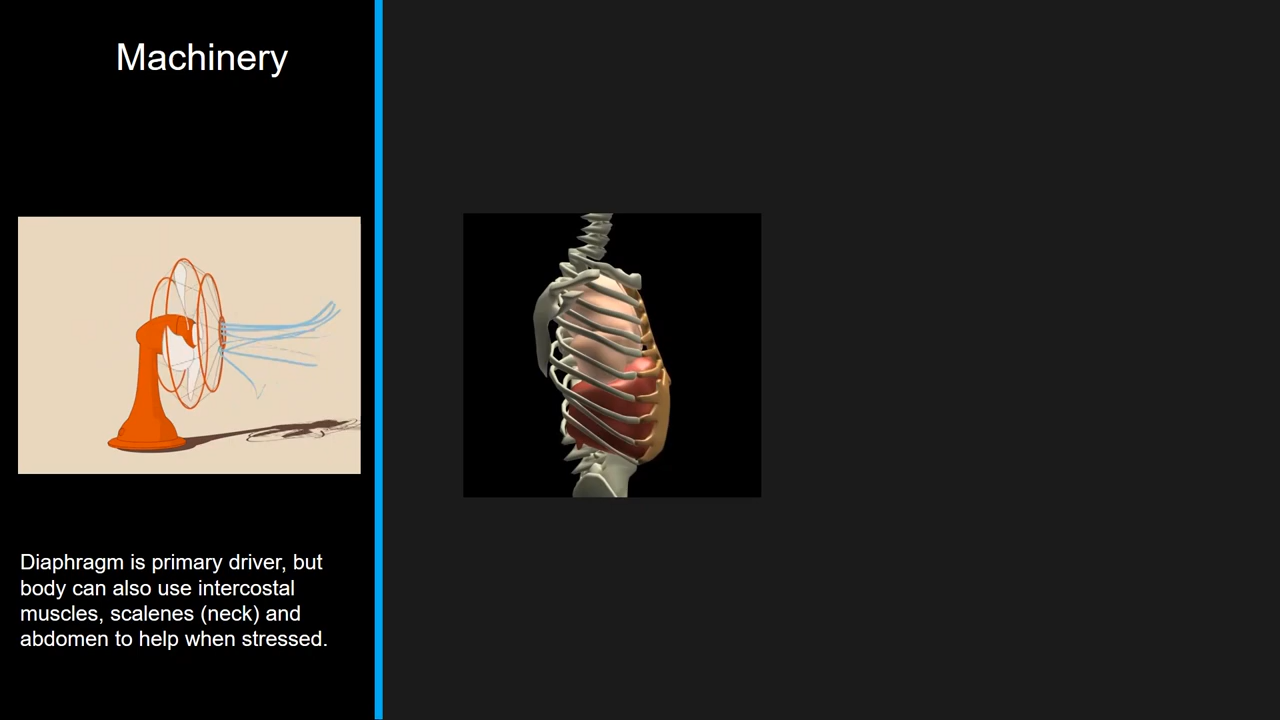 Machinery
Diaphragm is primary driver, but
body can also use intercostal
muscles, scalenes (neck) and
abdomen to help when stressed.